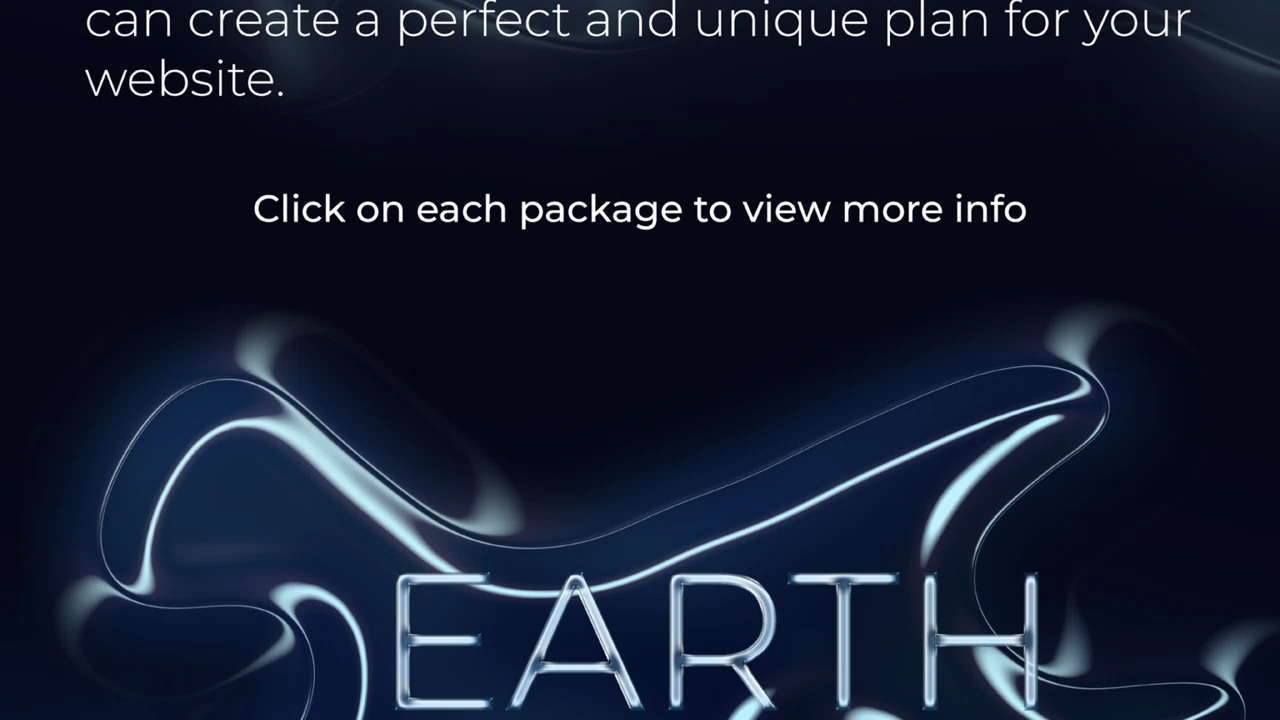 can create a perfect and unique plan for your
website.
Click on each package to view more info
EARTH